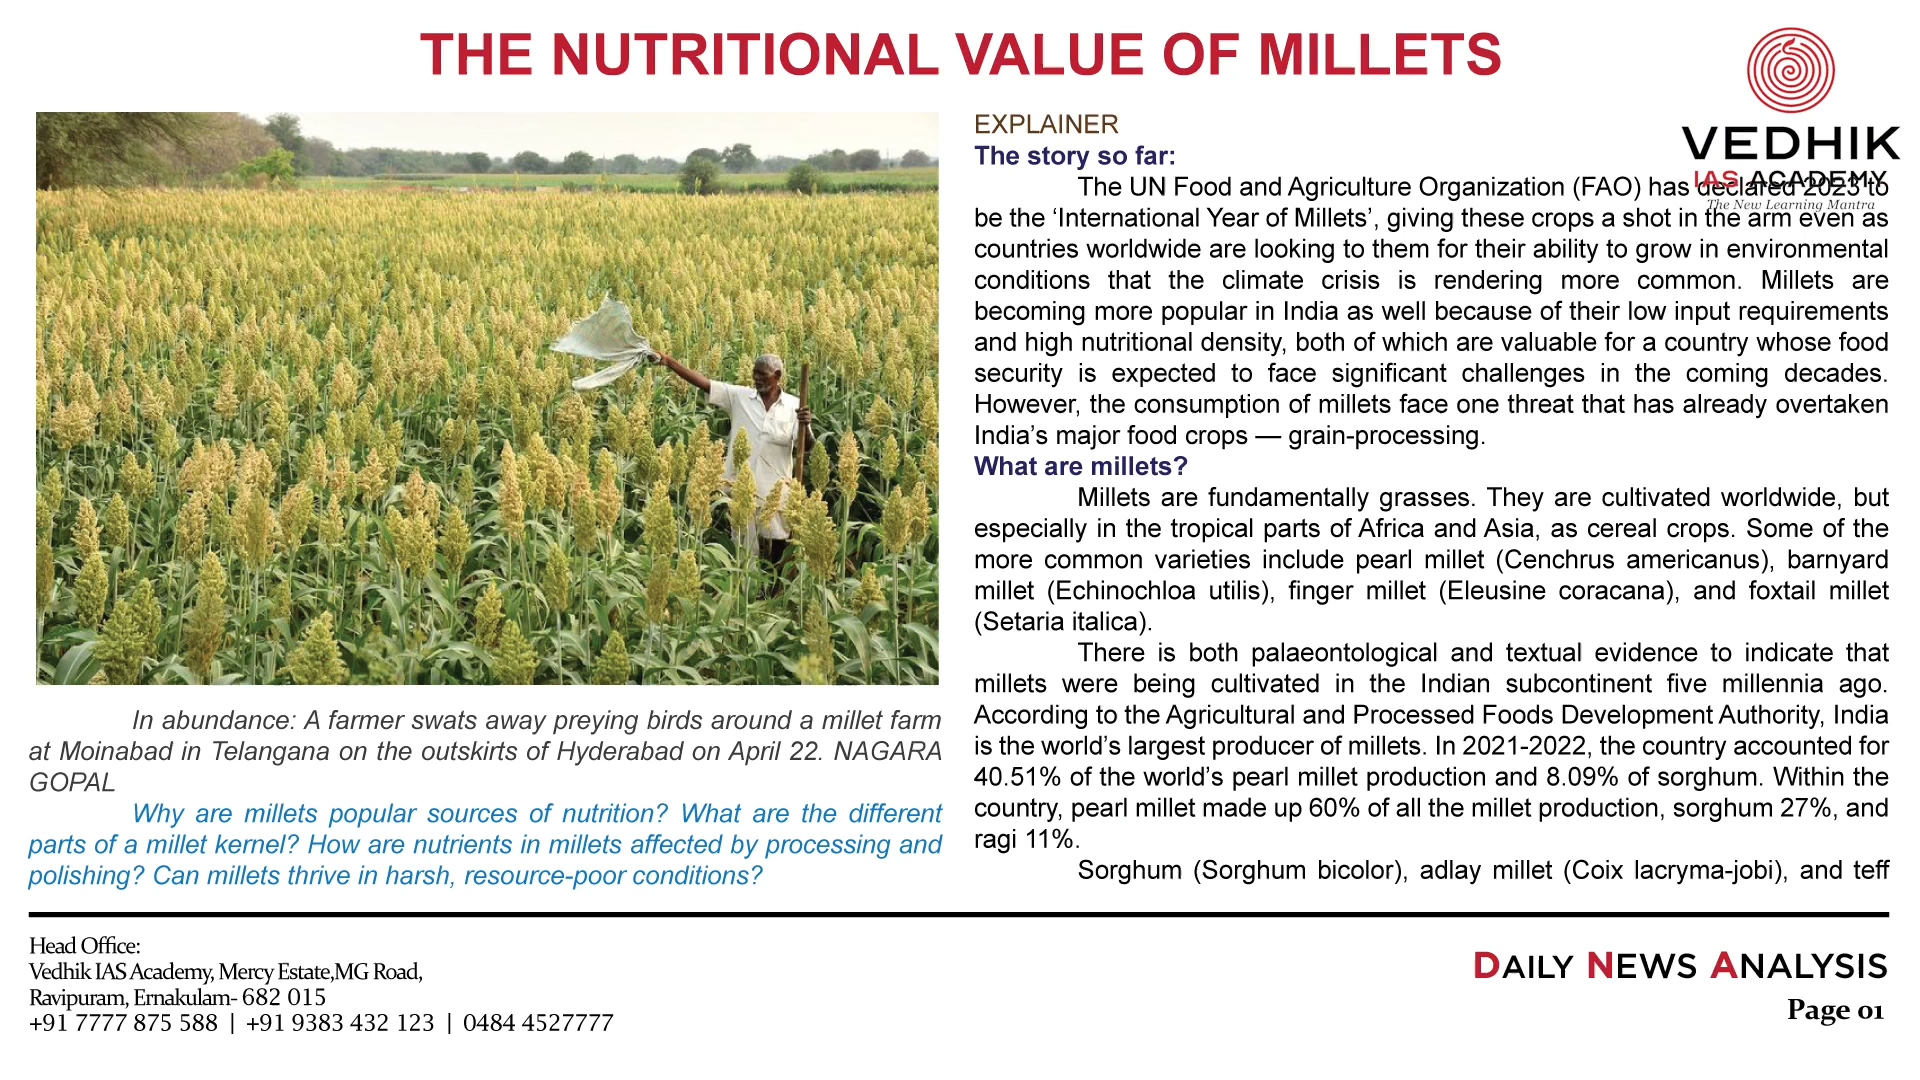 THE NUTRITIONAL VALUE OF MILLETS
VEDHIK
IAS ACADEMY
The New Learning Mantra
In abundance: A farmer swats away preying birds around a millet farm
at Moinabad in Telangana on the outskirts of Hyderabad on April 22. NAGARA
GOPAL
Why are millets popular sources of nutrition? What are the different
parts of a millet kernel? How are nutrients in millets affected by processing and
polishing? Can millets thrive in harsh, resource-poor conditions?
EXPLAINER
The story so far:
The UN Food and Agriculture Organization (FAO) has declared 2023 to
be the ‘International Year of Millets’, giving these crops a shot in the arm even as
countries worldwide are looking to them for their ability to grow in environmental
conditions that the climate crisis is rendering more common. Millets are
becoming more popular in India as well because of their low input requirements
and high nutritional density, both of which are valuable for a country whose food
security is expected to face significant challenges in the coming decades.
However, the consumption of millets face one threat that has already overtaken
India’s major food crops — grain-processing.
What are millets?
Millets are fundamentally grasses. They are cultivated worldwide, but
especially in the tropical parts of Africa and Asia, as cereal crops. Some of the
more common varieties include pearl millet (Cenchrus americanus), barnyard
millet (Echinochloa utilis), finger millet (Eleusine coracana), and foxtail millet
(Setaria italica).
There is both palaeontological and textual evidence to indicate that
millets were being cultivated in the Indian subcontinent five millennia ago.
According to the Agricultural and Processed Foods Development Authority, India
is the world’s largest producer of millets. In 2021-2022, the country accounted for
40.51% of the world’s pearl millet production and 8.09% of sorghum. Within the
country, pearl millet made up 60% of all the millet production, sorghum 27%, and
ragi 11%.
Sorghum (Sorghum bicolor), adlay millet (Coix lacryma-jobi), and teff
Head Office:
Vedhik IAS Academy, Mercy Estate,MG Road,
Ravipuram, Ernakulam- 682 015
+91 7777 875 588 | +91 9383 432 123 | 0484 4527777
DAILY NEWS ANALYSIS
Page 01